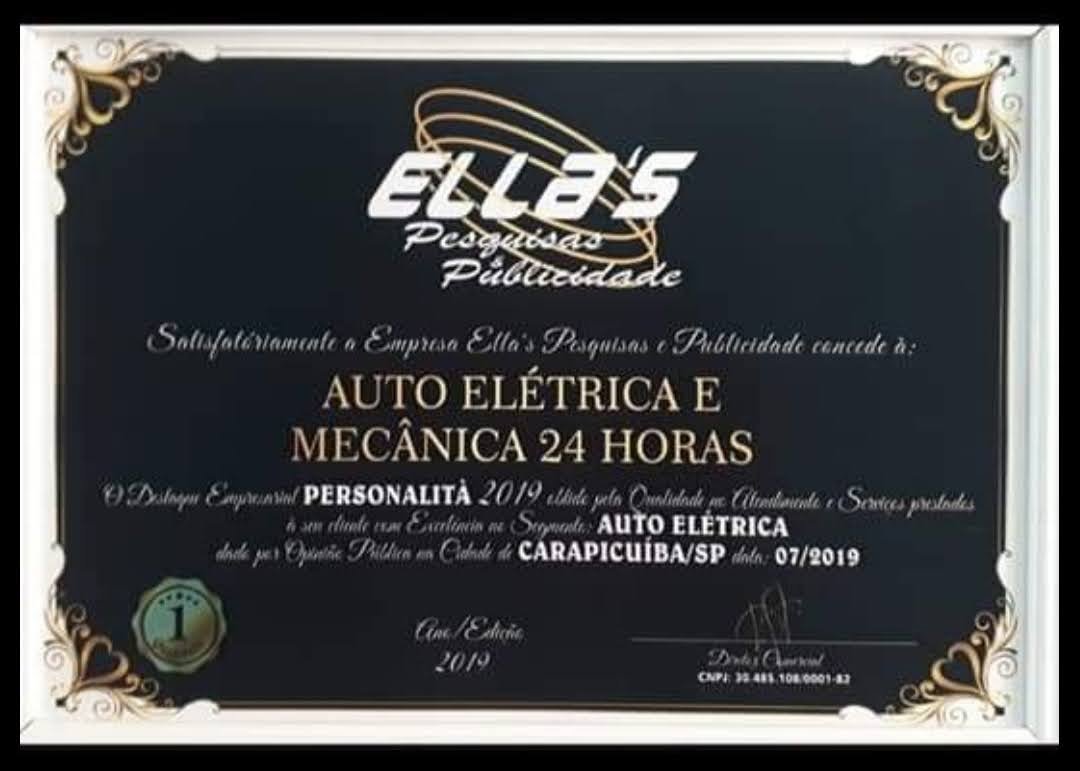 ELLA'S
Pesquisas
&
Publicidade
Satisfatóriamente a Empresa Ella's Pesquisas e Publicidade concede à:
AUTO ELÉTRICA E
MECÂNICA 24 HORAS
O Destaque Empresarial PERSONALITÀ 2019 obtido pela Qualidade no Atendimento e Serviços prestados
à seu cliente com Excelência no Segmento: AUTO ELÉTRICA
dado por Opinião Pública na Cidade de CARAPICUÍBA/SP data: 07/2019
1
Ano/Edição
2019
Diretor Comercial
CNPJ: 30.485.108/0001-82